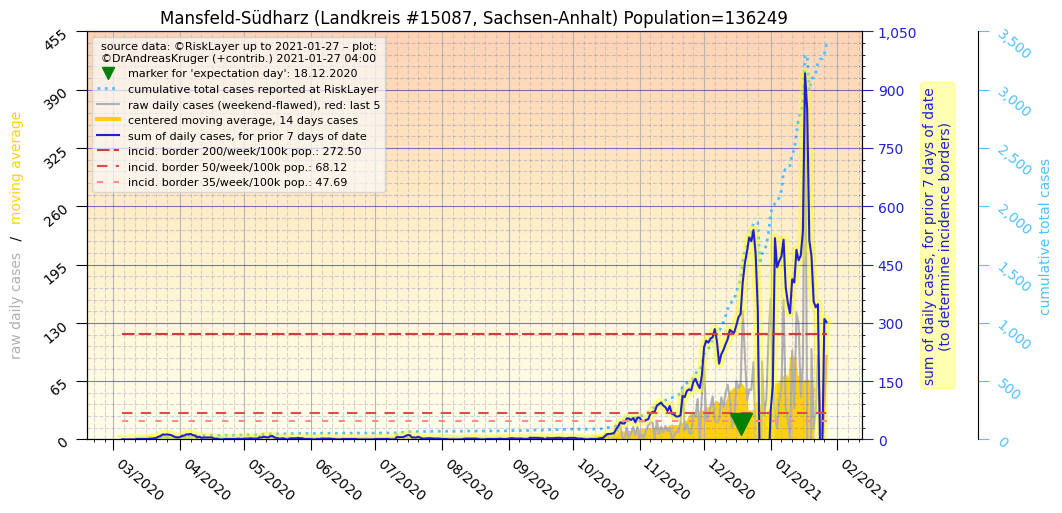 Mansfeld-Südharz (Landkreis #15087, Sachsen-Anhalt) Population=136249
source data: ©RiskLayer up to 2021-01-27 – plot:
©DrAndreasKruger (+contrib.) 2021-01-27 04:00
marker for 'expectation day': 18.12.2020
cumulative total cases reported at RiskLayer
raw daily cases (weekend-flawed), red: last 5
centered moving average, 14 days cases
sum of daily cases, for prior 7 days of date
incid. border 200/week/100k pop.: 272.50
incid. border 50/week/100k pop.: 68.12
incid. border 35/week/100k pop.: 47.69
raw daily cases / moving average
455
390
325
260
195
130
65
0
1,050
900
750
600
450
300
150
0
sum of daily cases, for prior 7 days of date
(to determine incidence borders)
3,500
3,000
2,500
2,000
1,500
1,000
500
0
cumulative total cases
03/2020
04/2020
05/2020
06/2020
07/2020
08/2020
09/2020
10/2020
11/2020
12/2020
01/2021
02/2021